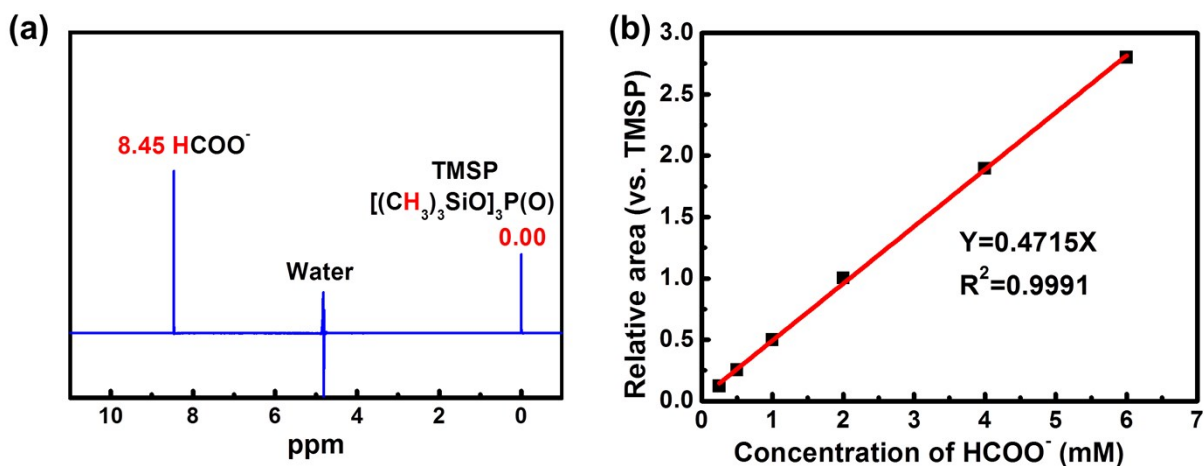 (a)
8.45 HCOO⁻
TMSP
[(CH₃)₃SiO]₃P(O)
0.00
Water
10 8 6 4 2 0
ppm
(b)
Relative area (vs. TMSP)
3.0
2.5
2.0
1.5
1.0
0.5
0.0
Y=0.4715X
R²=0.9991
0 1 2 3 4 5 6 7
Concentration of HCOO⁻ (mM)